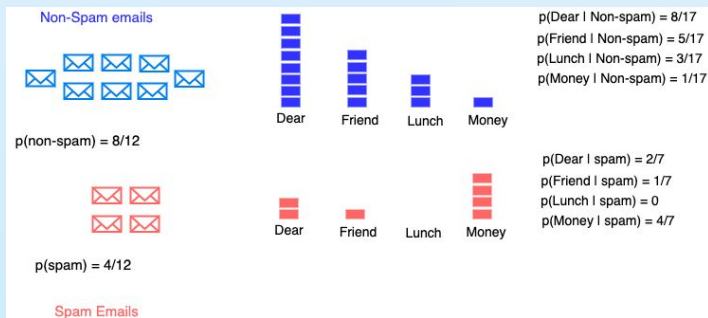 Non-Spam emails
p(non-spam) = 8/12
Dear Friend Lunch Money
p(Dear | Non-spam) = 8/17
p(Friend | Non-spam) = 5/17
p(Lunch | Non-spam) = 3/17
p(Money | Non-spam) = 1/17
p(spam) = 4/12
Spam Emails
Dear Friend Lunch Money
p(Dear | spam) = 2/7
p(Friend | spam) = 1/7
p(Lunch | spam) = 0
p(Money | spam) = 4/7